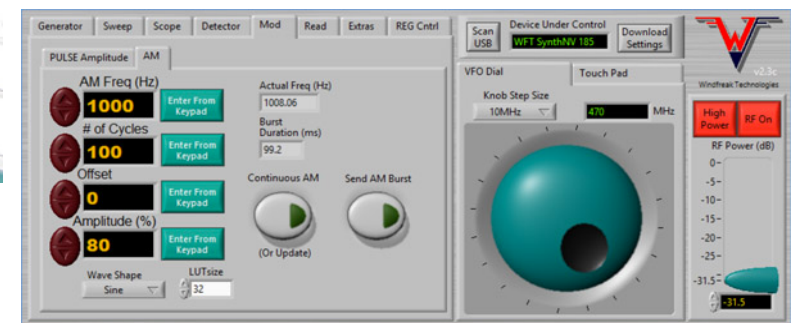 Generator Sweep Scope Detector Mod Read Extras REG Cntrl
PULSE Amplitude AM
AM Freq (Hz)
1000
Enter From
Keypad
# of Cycles
100
Enter From
Keypad
Offset
0
Enter From
Keypad
Amplitude (%)
80
Enter From
Keypad
Wave Shape
Sine
LUTsize
32
Actual Freq (Hz)
1008.06
Burst
Duration (ms)
99.2
Continuous AM
(Or Update)
Send AM Burst
Scan
USB
Device Under Control
WFT SynthNV 185
Download
Settings
VFO Dial Touch Pad
Knob Step Size
10MHz
470 MHz
v2.3c
Windfreak Technologies
High
Power
RF On
RF Power (dB)
0-
-5-
-10-
-15-
-20-
-25-
-31.5-
-31.5